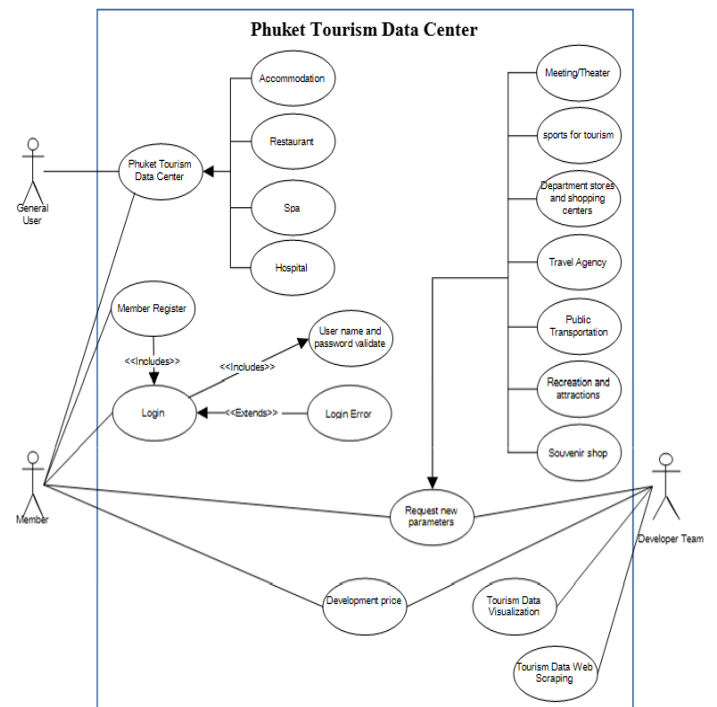 Phuket Tourism Data Center
Accommodation
Restaurant
Phuket Tourism
Data Center
Spa
Hospital
General
User
Meeting/Theater
sports for tourism
Department stores
and shopping
centers
Travel Agency
Public
Transportation
Recreation and
attractions
Souvenir shop
Member Register
User name and
password validate
<<Includes>>
<<Includes>>
Login
<<Extends>>
Login Error
Member
Request new
parameters
Developer Team
Development price
Tourism Data
Visualization
Tourism Data Web
Scraping